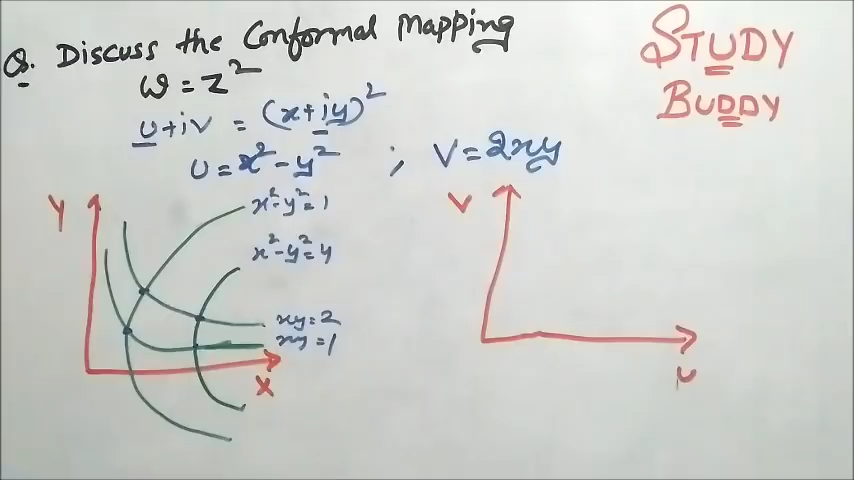 Q. Discuss the Conformal Mapping
STUDY
BUDDY
ω = z²
u+iv = (x+iy)²
u = x²-y² ; v = 2xy
Y
x²-y²=1
x²-y²=4
xy=2
xy=1
X
V
U